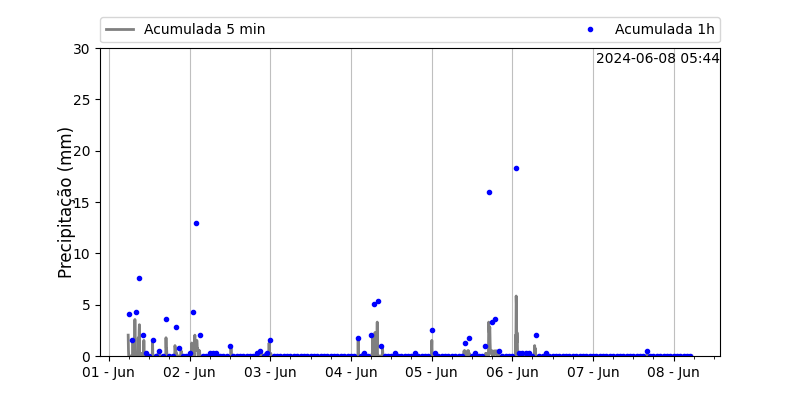 Acumulada 5 min Acumulada 1h
2024-06-08 05:44
Precipitação (mm)
30
25
20
15
10
5
0
01 - Jun 02 - Jun 03 - Jun 04 - Jun 05 - Jun 06 - Jun 07 - Jun 08 - Jun